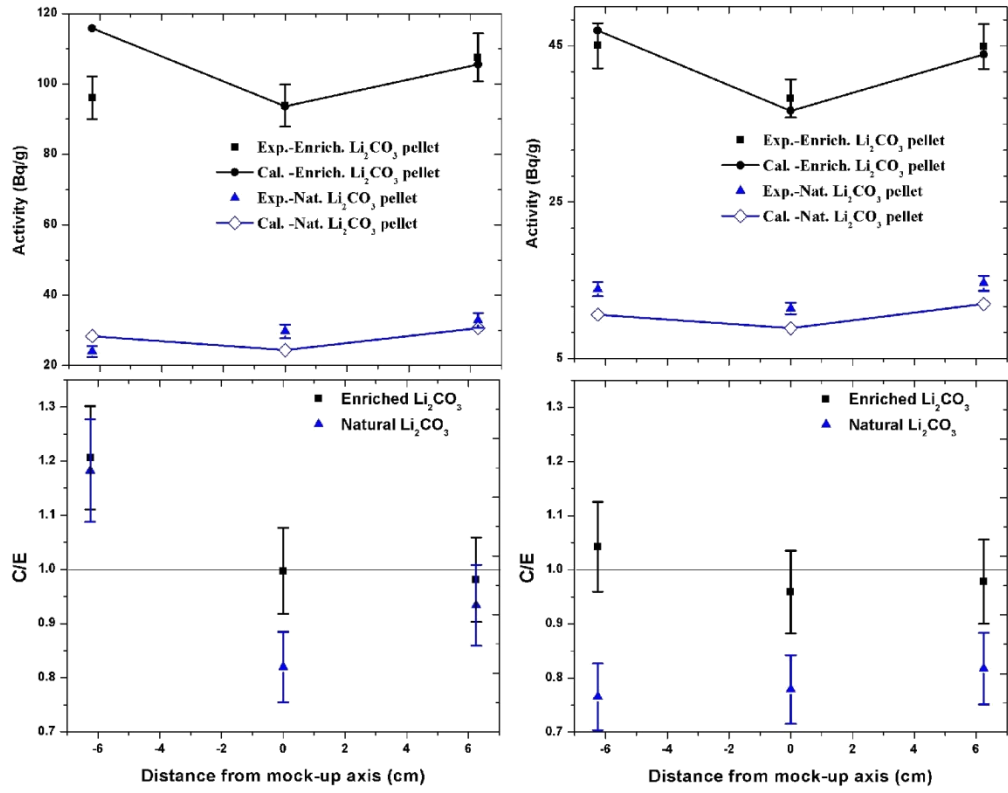 120
100
80
60
40
20
Activity (Bq/g)
Exp.-Enrich. Li₂CO₃ pellet
Cal. -Enrich. Li₂CO₃ pellet
Exp.-Nat. Li₂CO₃ pellet
Cal. -Nat. Li₂CO₃ pellet
45
25
5
Activity (Bq/g)
Exp.-Enrich. Li₂CO₃ pellet
Cal. -Enrich. Li₂CO₃ pellet
Exp.-Nat. Li₂CO₃ pellet
Cal. -Nat. Li₂CO₃ pellet
1.3
1.2
1.1
1.0
0.9
0.8
0.7
C/E
Enriched Li₂CO₃
Natural Li₂CO₃
-6 -4 -2 0 2 4 6
Distance from mock-up axis (cm)
1.3
1.2
1.1
1.0
0.9
0.8
0.7
C/E
Enriched Li₂CO₃
Natural Li₂CO₃
-6 -4 -2 0 2 4 6
Distance from mock-up axis (cm)